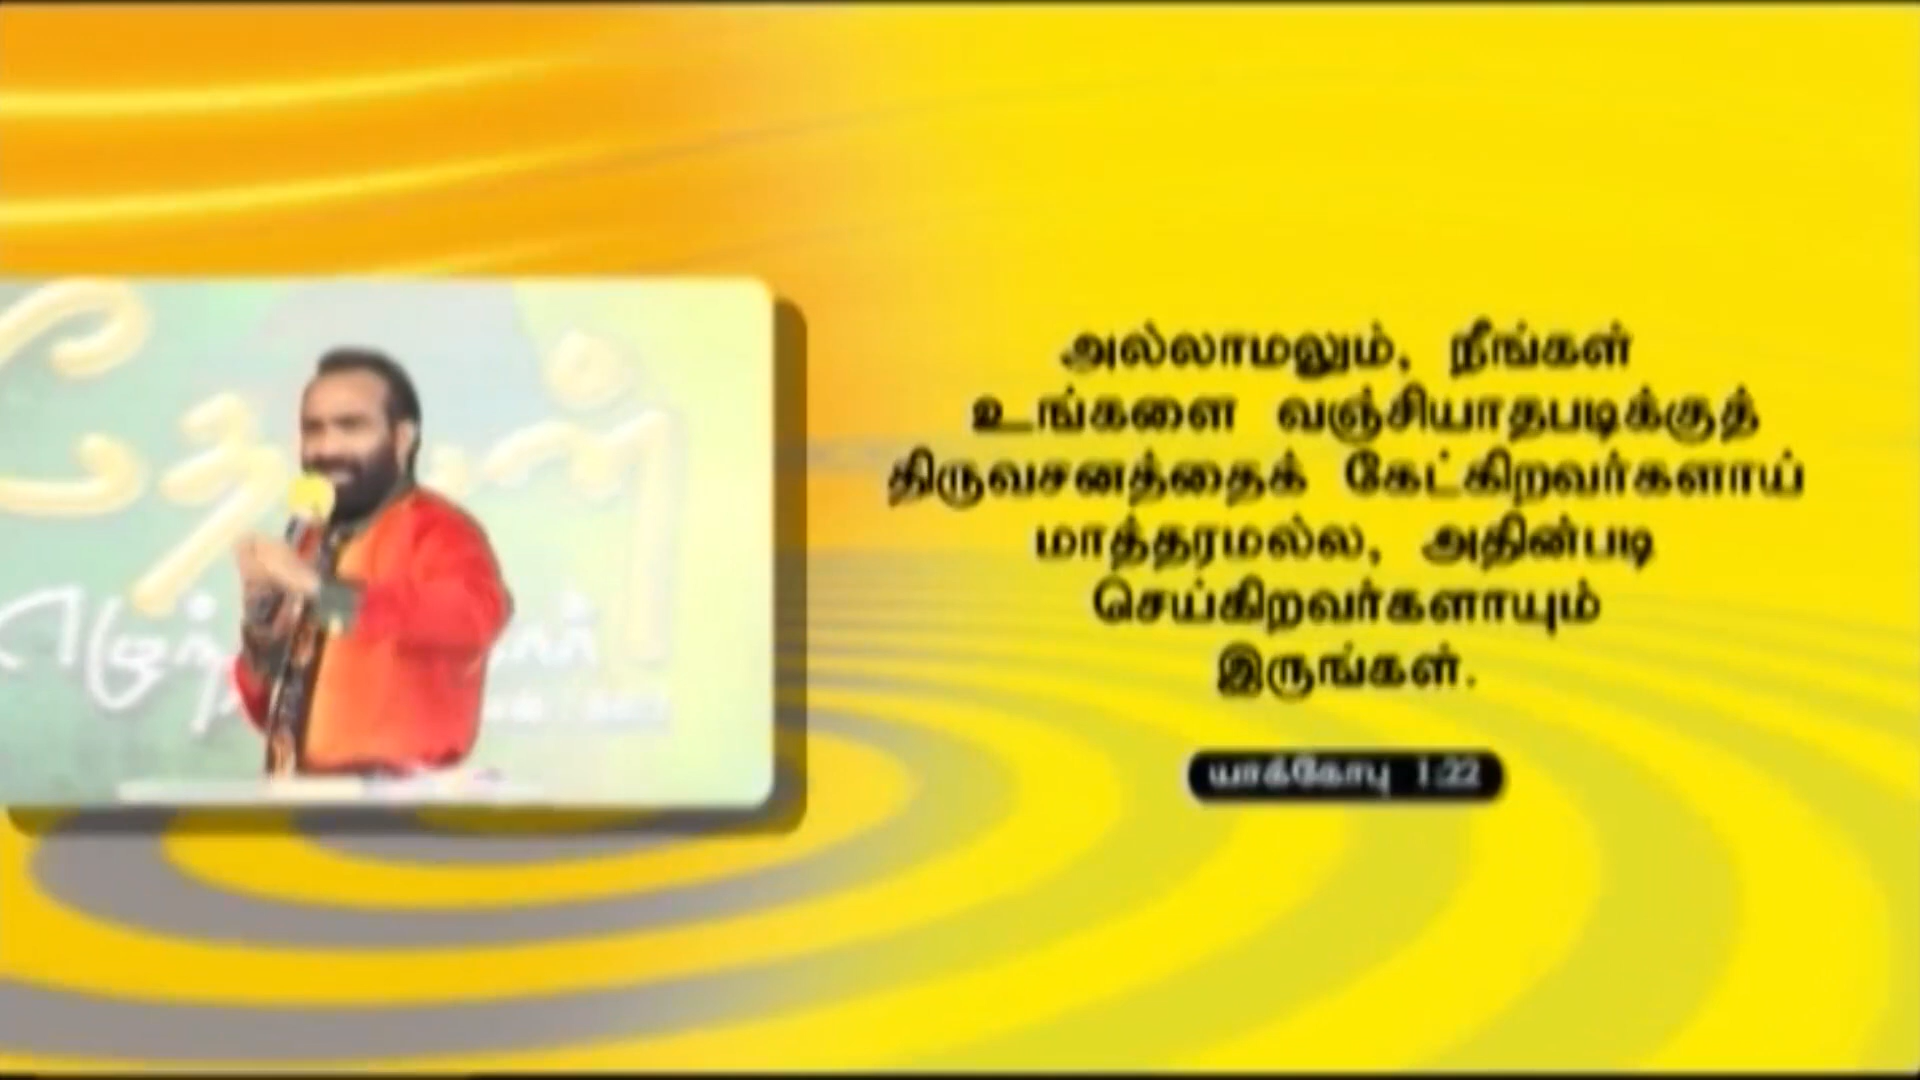 அல்லாமலும், நீங்கள்
உங்களை வஞ்சியாதபடிக்குத்
திருவசனத்தைக் கேட்கிறவர்களாய்
மாத்தரமல்ல, அதின்படி
செய்கிறவர்களாயும்
இருங்கள்.
யாக்கோபு 1:22